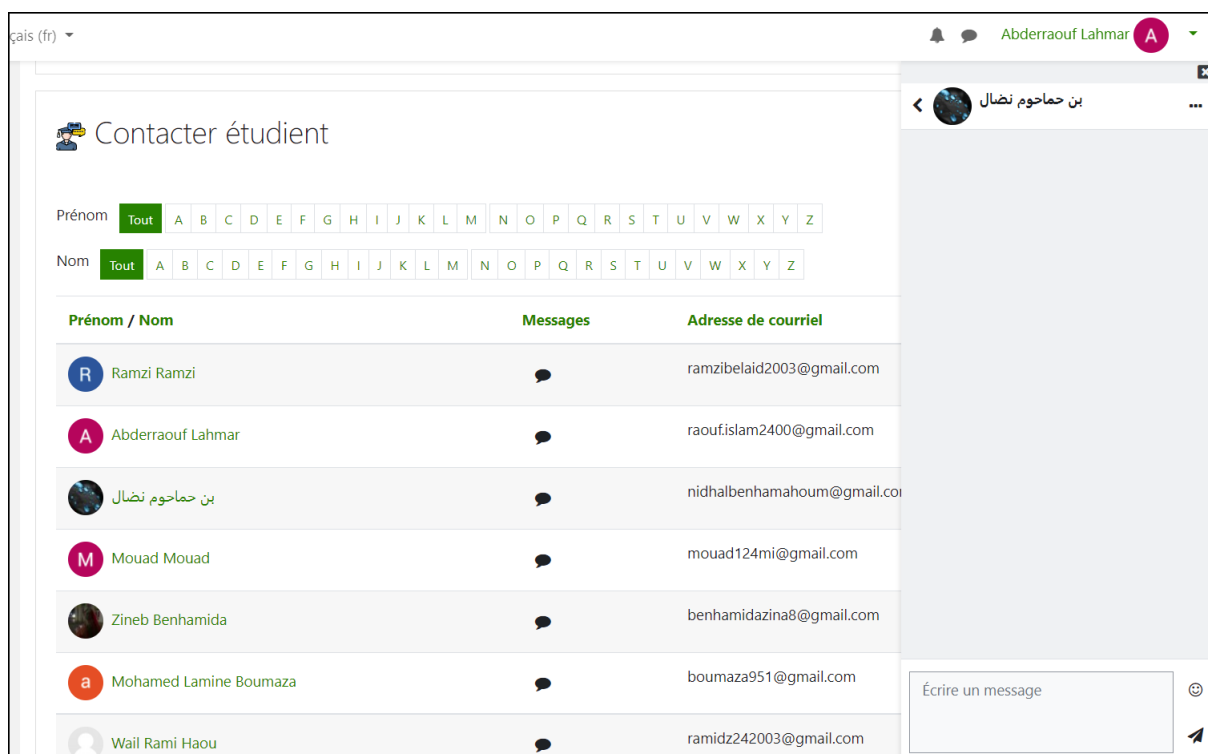 çais (fr)
Abderraouf Lahmar A
بن حماحوم نضال
Contacter étudient
Prénom Tout A B C D E F G H I J K L M N O P Q R S T U V W X Y Z
Nom Tout A B C D E F G H I J K L M N O P Q R S T U V W X Y Z
Prénom / Nom Messages Adresse de courriel
R Ramzi Ramzi ramzibelaid2003@gmail.com
A Abderraouf Lahmar raouf.islam2400@gmail.com
بن حماحوم نضال nidhalbenhamahoum@gmail.co
M Mouad Mouad mouad124mi@gmail.com
Zineb Benhamida benhamidazina8@gmail.com
a Mohamed Lamine Boumaza boumaza951@gmail.com
Wail Rami Haou ramidz242003@gmail.com
Écrire un message